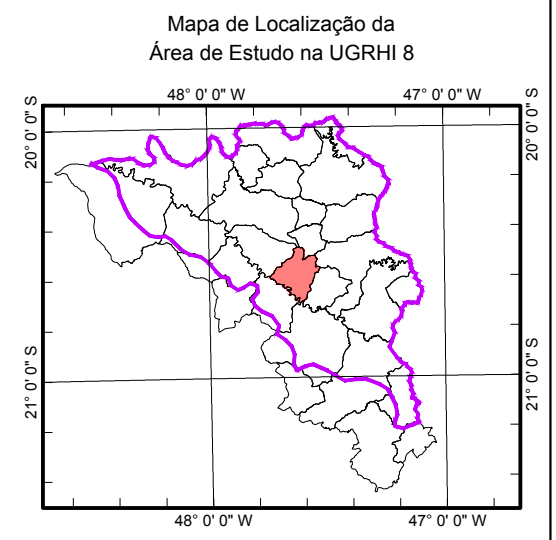 Mapa de Localização da
Área de Estudo na UGRHI 8
48° 0' 0" W
47° 0' 0" W
20° 0' 0" S
20° 0' 0" S
21° 0' 0" S
21° 0' 0" S
48° 0' 0" W
47° 0' 0" W